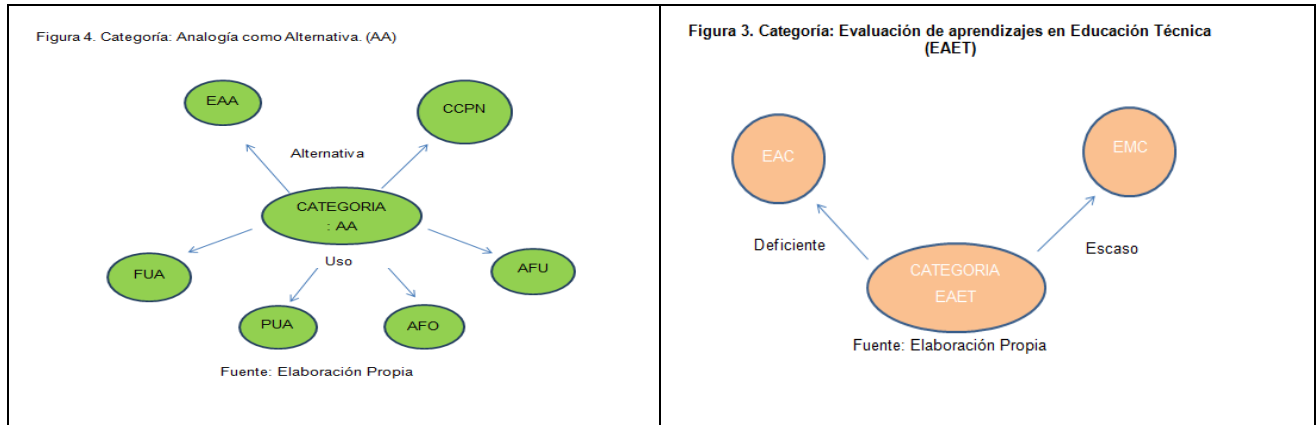 Figura 4. Categoría: Analogía como Alternativa. (AA)
EAA
CCPN
Alternativa
CATEGORIA
: AA
Uso
FUA
AFU
PUA
AFO
Fuente: Elaboración Propia
Figura 3. Categoría: Evaluación de aprendizajes en Educación Técnica
(EAET)
EAC
EMC
Deficiente
Escaso
CATEGORIA
EAET
Fuente: Elaboración Propia